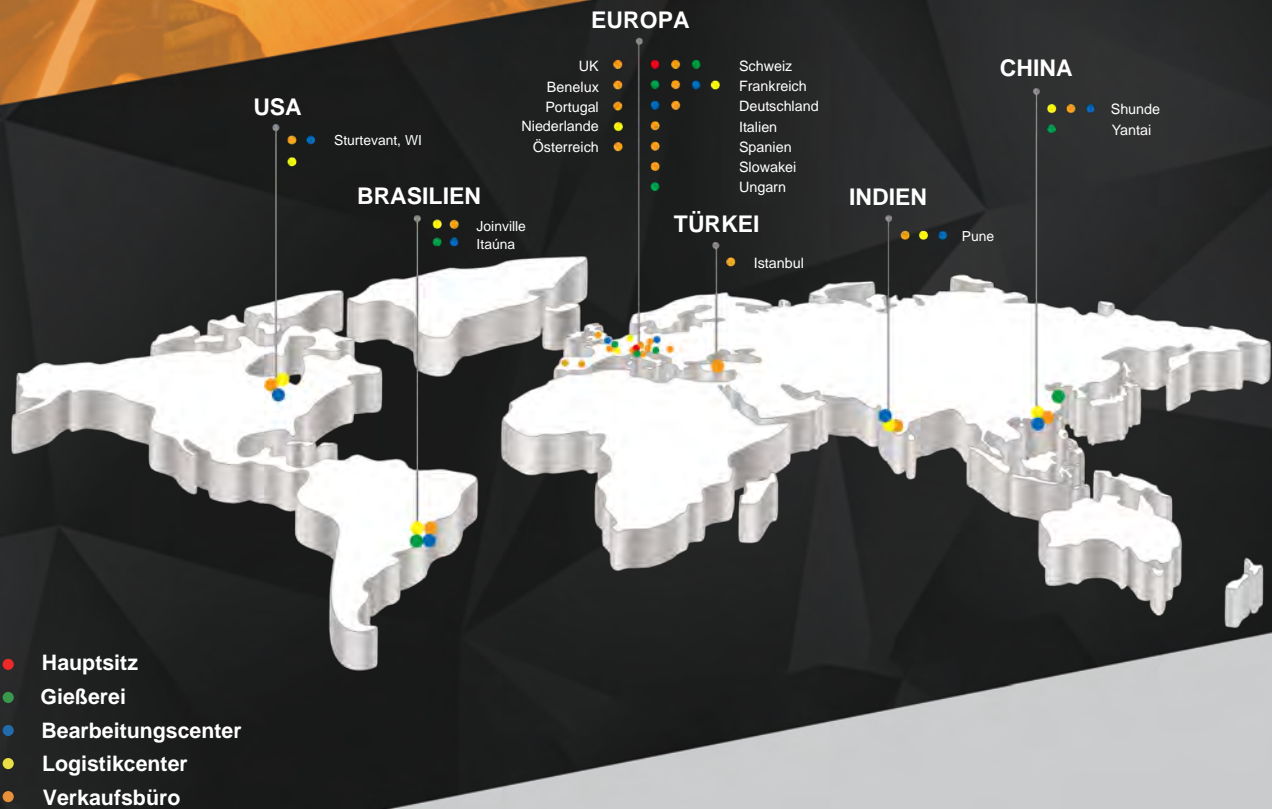 EUROPA
UK
Benelux
Portugal
Niederlande
Österreich
Schweiz
Frankreich
Deutschland
Italien
Spanien
Slowakei
Ungarn
CHINA
Shunde
Yantai
USA
Sturtevant, WI
BRASILIEN
Joinville
Itaúna
TÜRKEI
Istanbul
INDIEN
Pune
Hauptsitz
Gießerei
Bearbeitungscenter
Logistikcenter
Verkaufsbüro